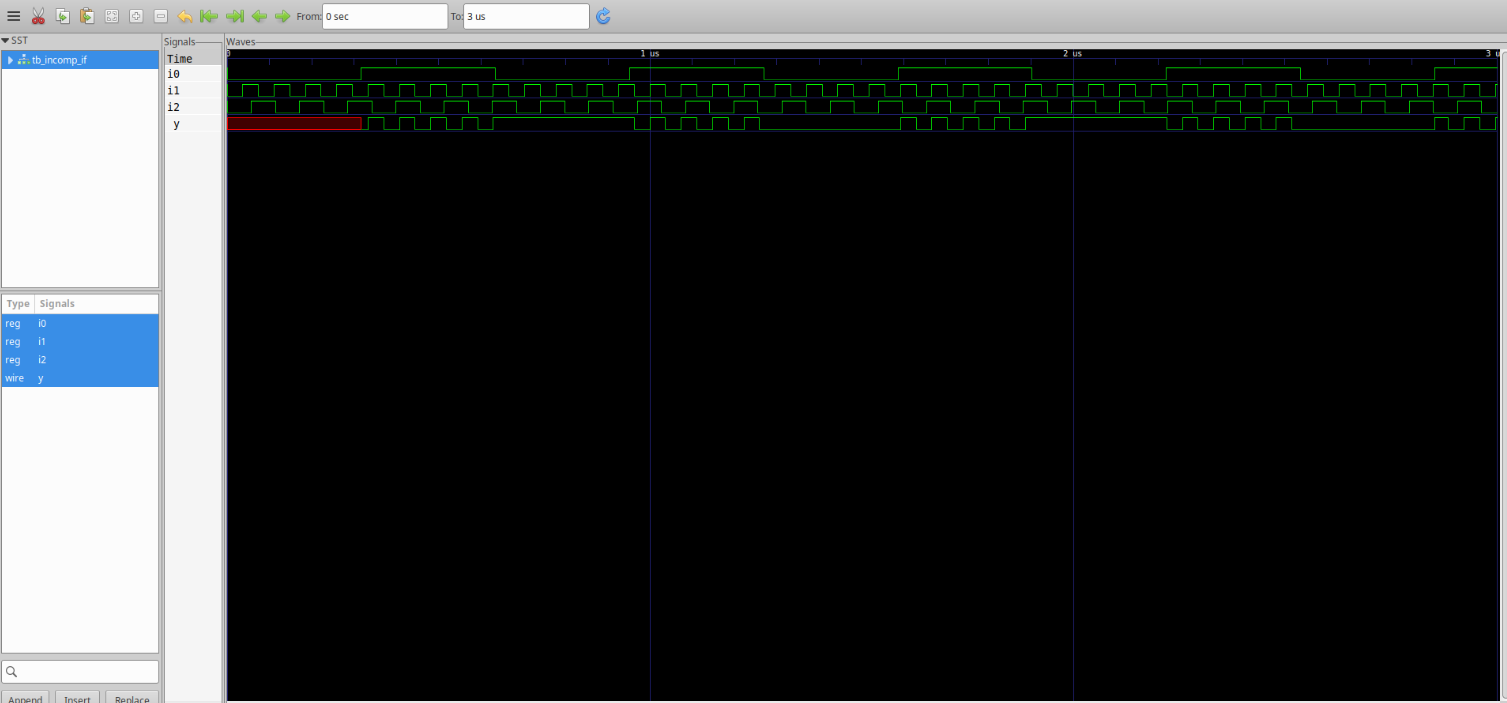 From: 0 sec To: 3 us
SST
tb_incomp_if
Type Signals
reg i0
reg i1
reg i2
wire y
Append Insert Replace
Signals
Time
i0
i1
i2
y
Waves
0 1 us 2 us 3 u